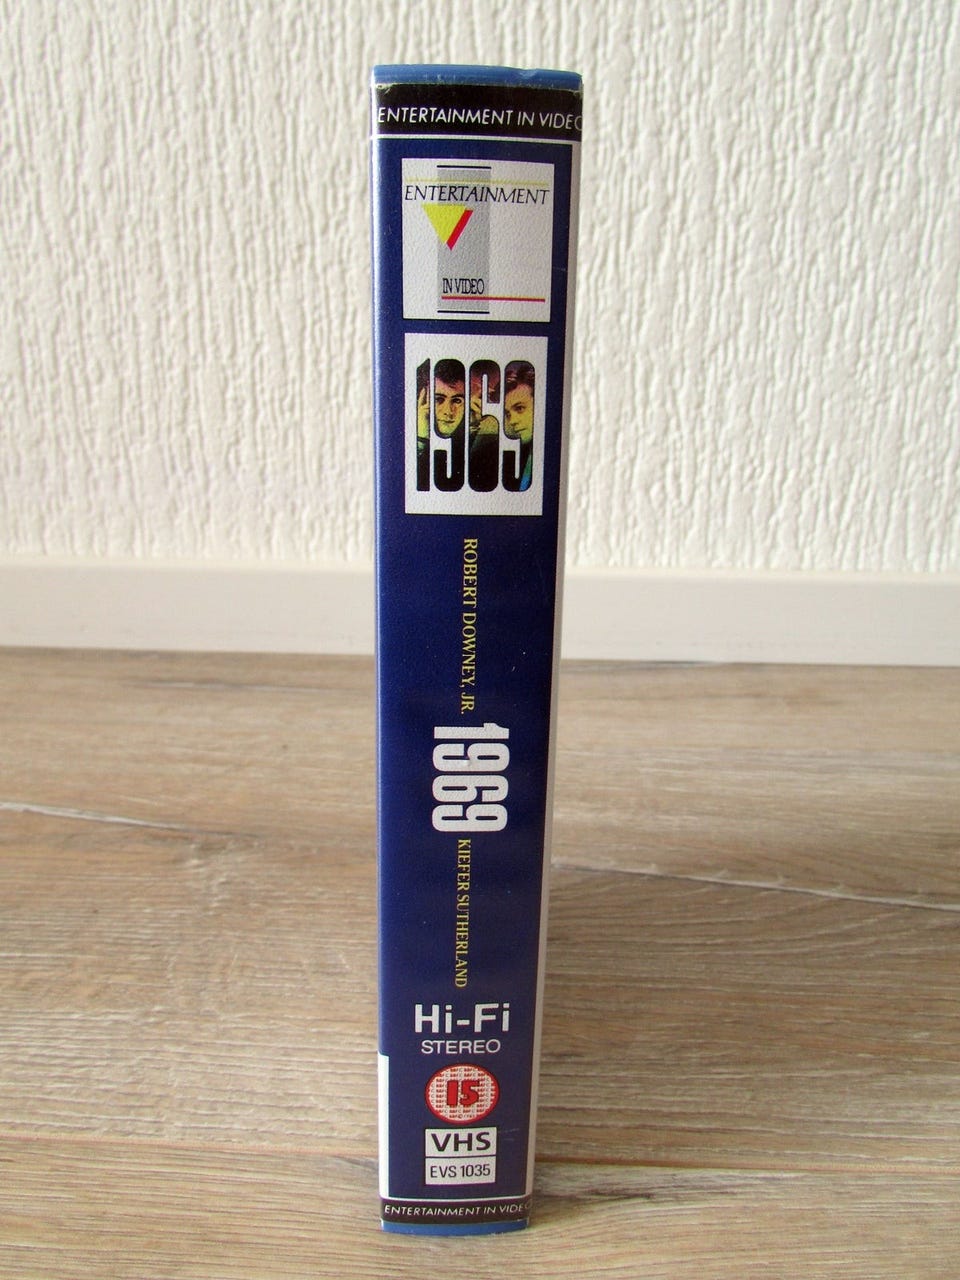 ENTERTAINMENT IN VIDEO
ENTERTAINMENT
IN VIDEO
1969
ROBERT DOWNEY, JR.
1969
KIEFER SUTHERLAND
Hi-Fi
STEREO
15
VHS
EVS 1035
ENTERTAINMENT IN VIDEO